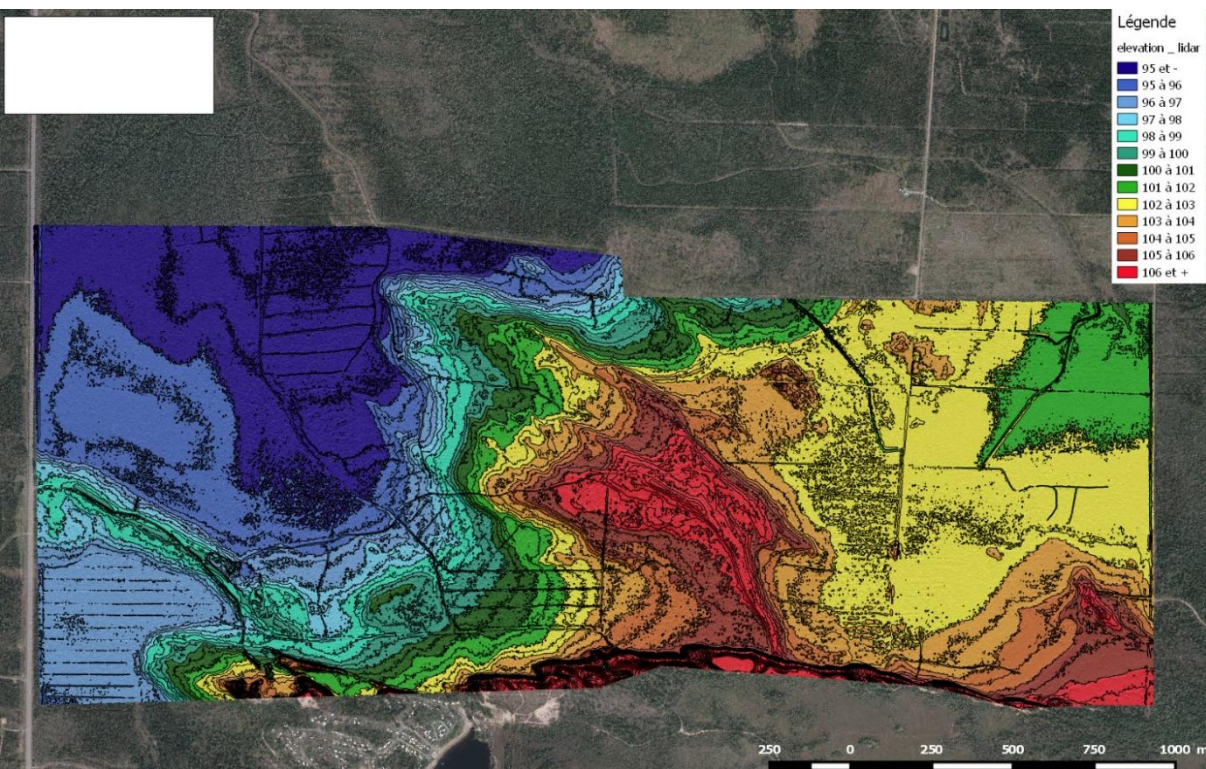 Légende
elevation _ lidar
95 et -
95 à 96
96 à 97
97 à 98
98 à 99
99 à 100
100 à 101
101 à 102
102 à 103
103 à 104
104 à 105
105 à 106
106 et +
250 0 250 500 750 1000 m